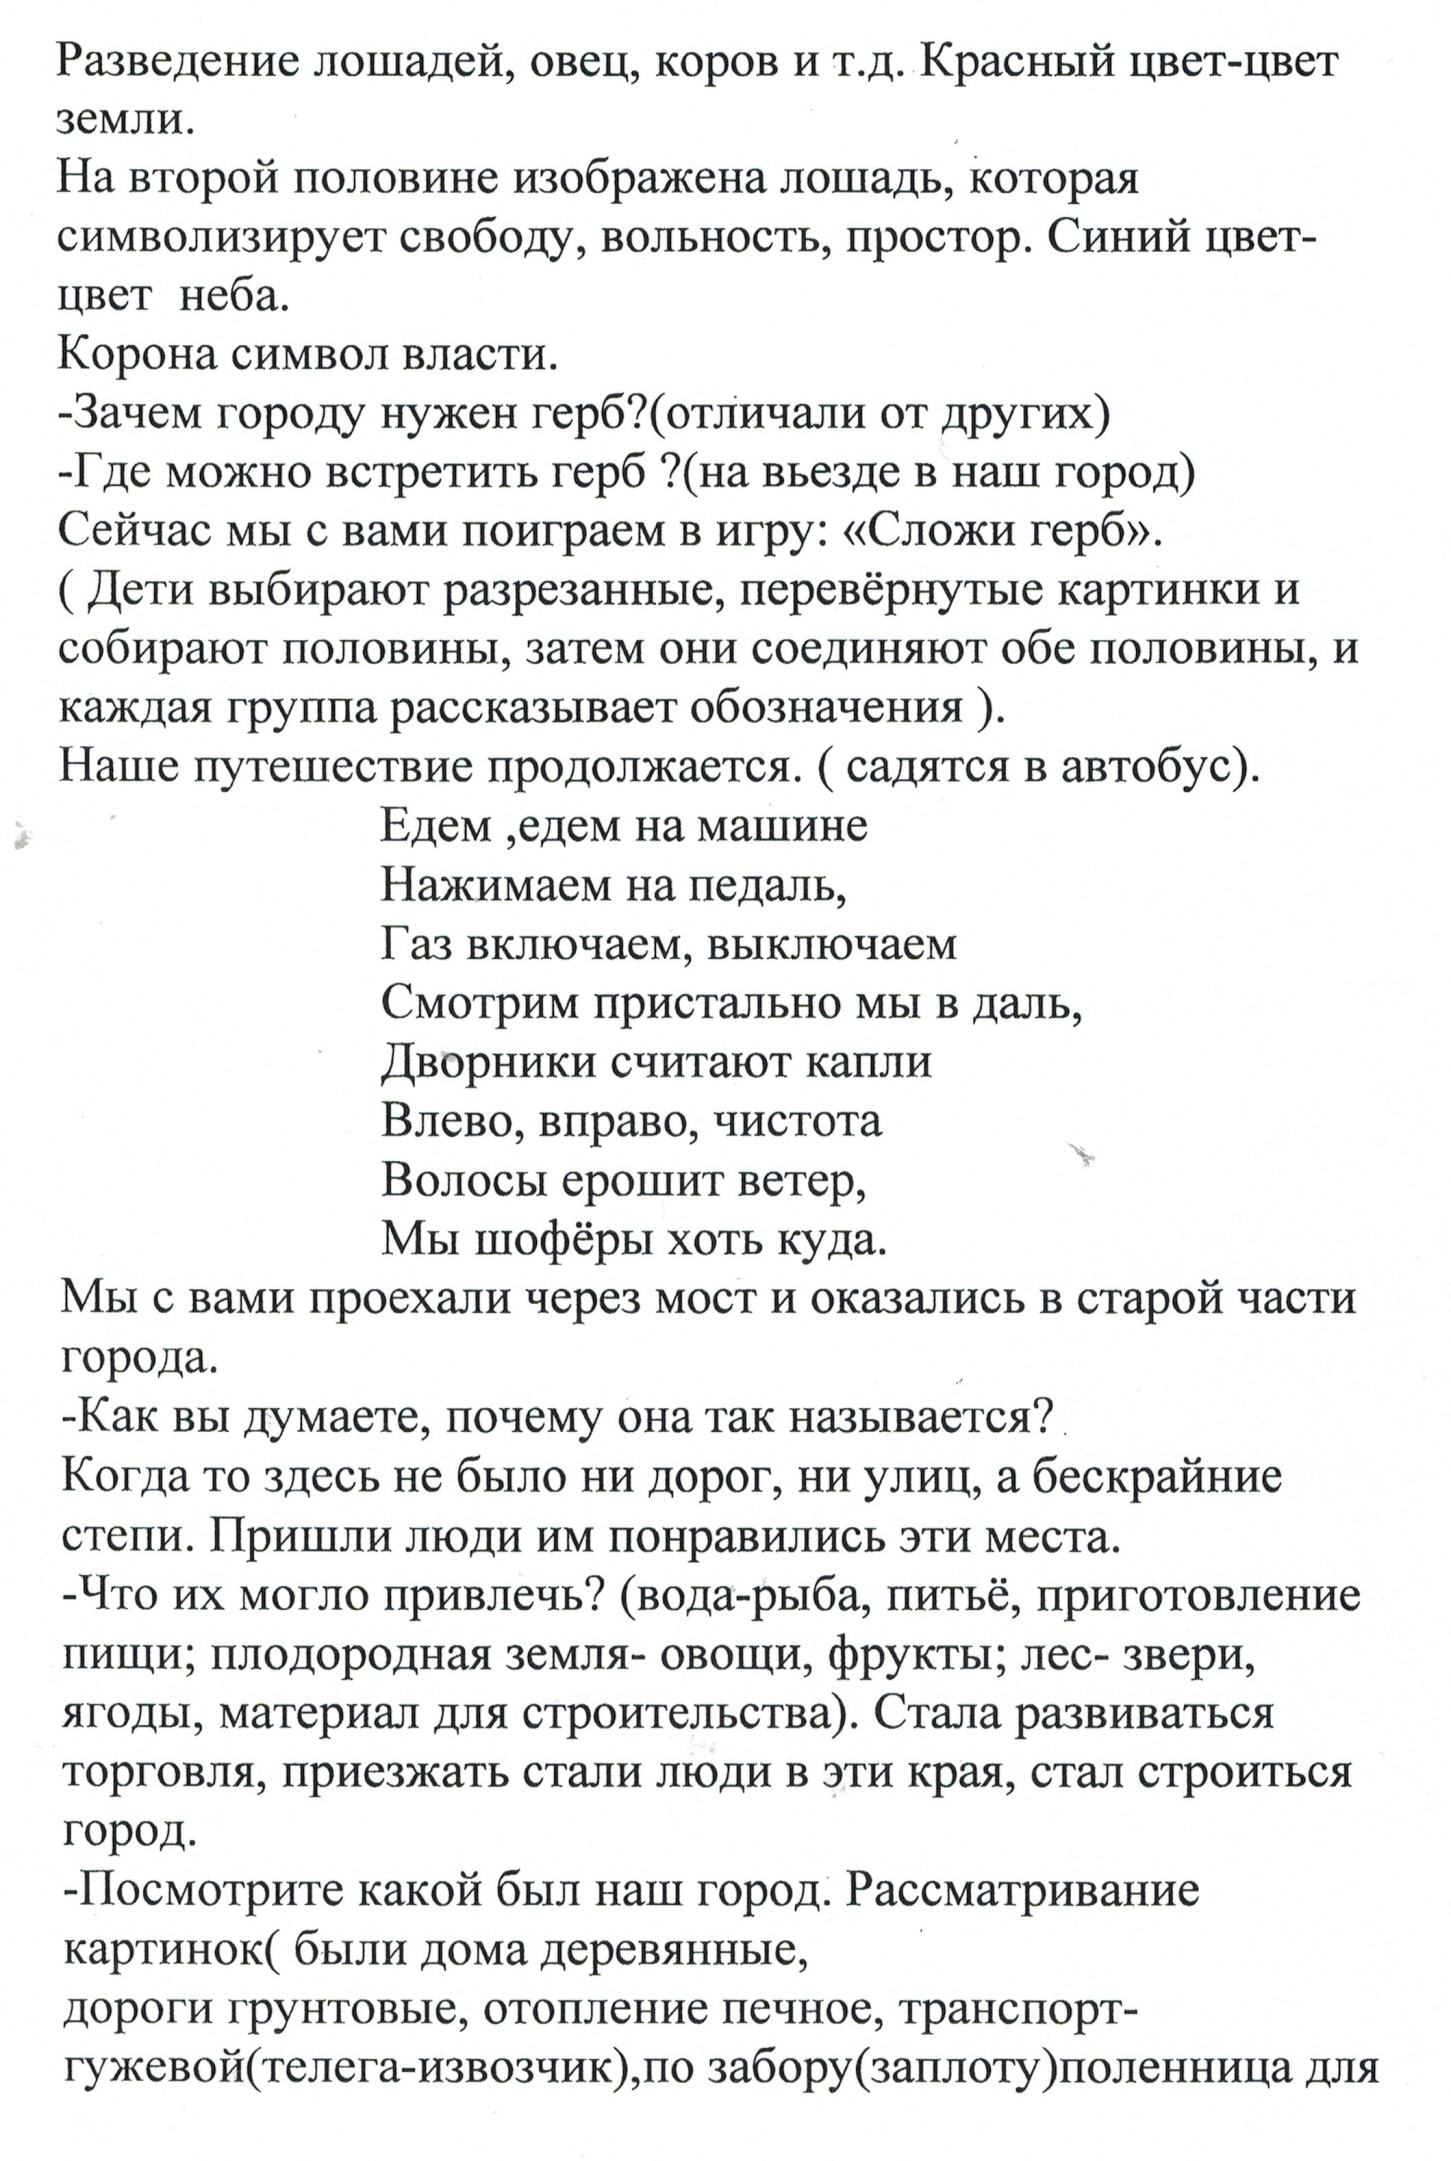 Разведение лошадей, овец, коров и т.д. Красный цвет-цвет
земли.
На второй половине изображена лошадь, которая
символизирует свободу, вольность, простор. Синий цвет-
цвет  неба.
Корона символ власти.
-Зачем городу нужен герб?(отличали от других)
-Где можно встретить герб ?(на вьезде в наш город)
Сейчас мы с вами поиграем в игру: «Сложи герб».
( Дети выбирают разрезанные, перевёрнутые картинки и
собирают половины, затем они соединяют обе половины, и
каждая группа рассказывает обозначения ).
Наше путешествие продолжается. ( садятся в автобус).
Едем ,едем на машине
Нажимаем на педаль,
Газ включаем, выключаем
Смотрим пристально мы в даль,
Дворники считают капли
Влево, вправо, чистота
Волосы ерошит ветер,
Мы шофёры хоть куда.
Мы с вами проехали через мост и оказались в старой части
города.
-Как вы думаете, почему она так называется?
Когда то здесь не было ни дорог, ни улиц, а бескрайние
степи. Пришли люди им понравились эти места.
-Что их могло привлечь? (вода-рыба, питьё, приготовление
пищи; плодородная земля- овощи, фрукты; лес- звери,
ягоды, материал для строительства). Стала развиваться
торговля, приезжать стали люди в эти края, стал строиться
город.
-Посмотрите какой был наш город. Рассматривание
картинок( были дома деревянные,
дороги грунтовые, отопление печное, транспорт-
гужевой(телега-извозчик),по забору(заплоту)поленница для